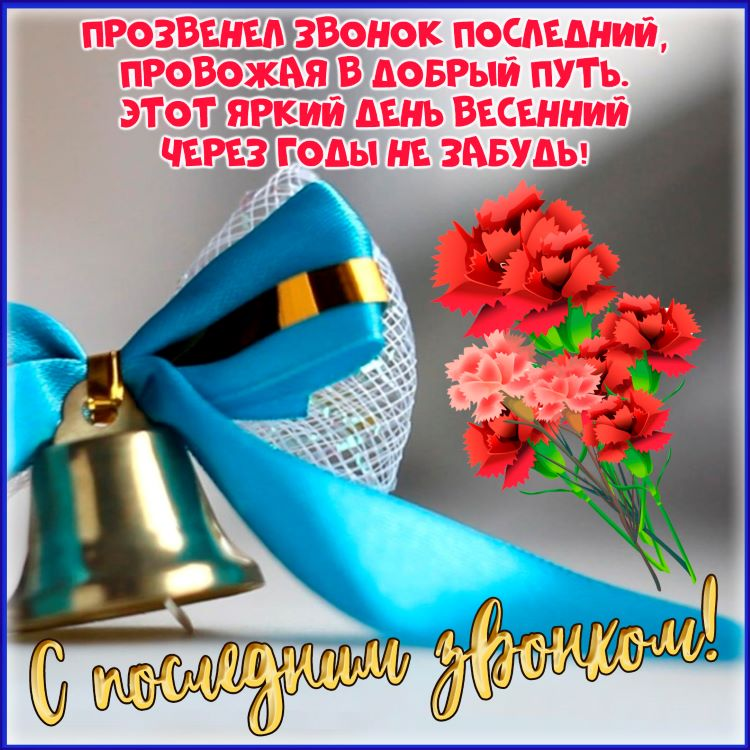 ПРОЗВЕНЕЛ ЗВОНОК ПОСЛЕДНИЙ,
ПРОВОЖАЯ В ДОБРЫЙ ПУТЬ.
ЭТОТ ЯРКИЙ ДЕНЬ ВЕСЕННИЙ
ЧЕРЕЗ ГОДЫ НЕ ЗАБУДЬ!
С последним звонком!